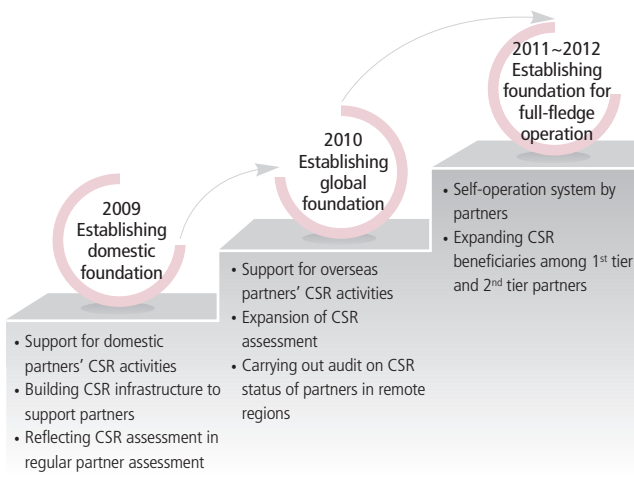 2009
Establishing
domestic
foundation
• Support for domestic
partners’ CSR activities
• Building CSR infrastructure to
support partners
• Reflecting CSR assessment in
regular partner assessment
2010
Establishing
global
foundation
• Support for overseas
partners’ CSR activities
• Expansion of CSR
assessment
• Carrying out audit on CSR
status of partners in remote
regions
2011~2012
Establishing
foundation for
full-fledge
operation
• Self-operation system by
partners
• Expanding CSR
beneficiaries among 1st tier
and 2nd tier partners